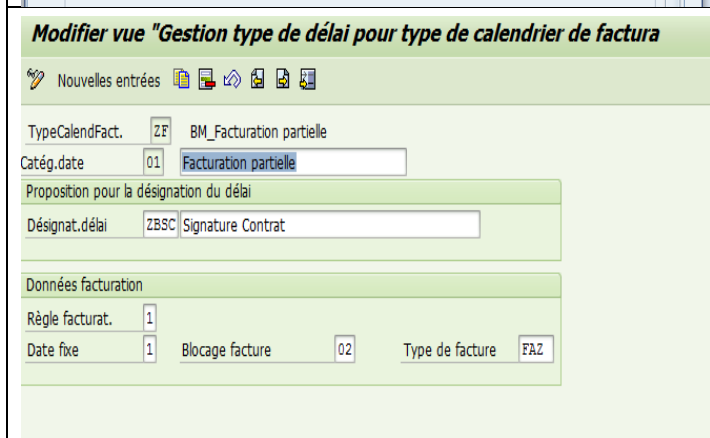 Modifier vue "Gestion type de délai pour type de calendrier de factura
Nouvelles entrées
TypeCalendFact. ZF BM_Facturation partielle
Catég.date 01 Facturation partielle
Proposition pour la désignation du délai
Désignat.délai ZBSC Signature Contrat
Données facturation
Règle facturat. 1
Date fixe 1 Blocage facture 02 Type de facture FAZ